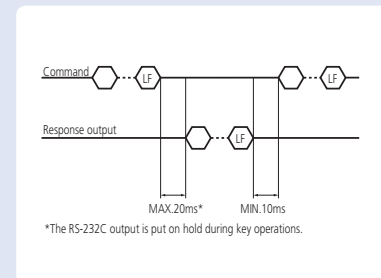 Command
LF
LF
Response output
LF
MAX.20ms*
MIN.10ms
*The RS-232C output is put on hold during key operations.